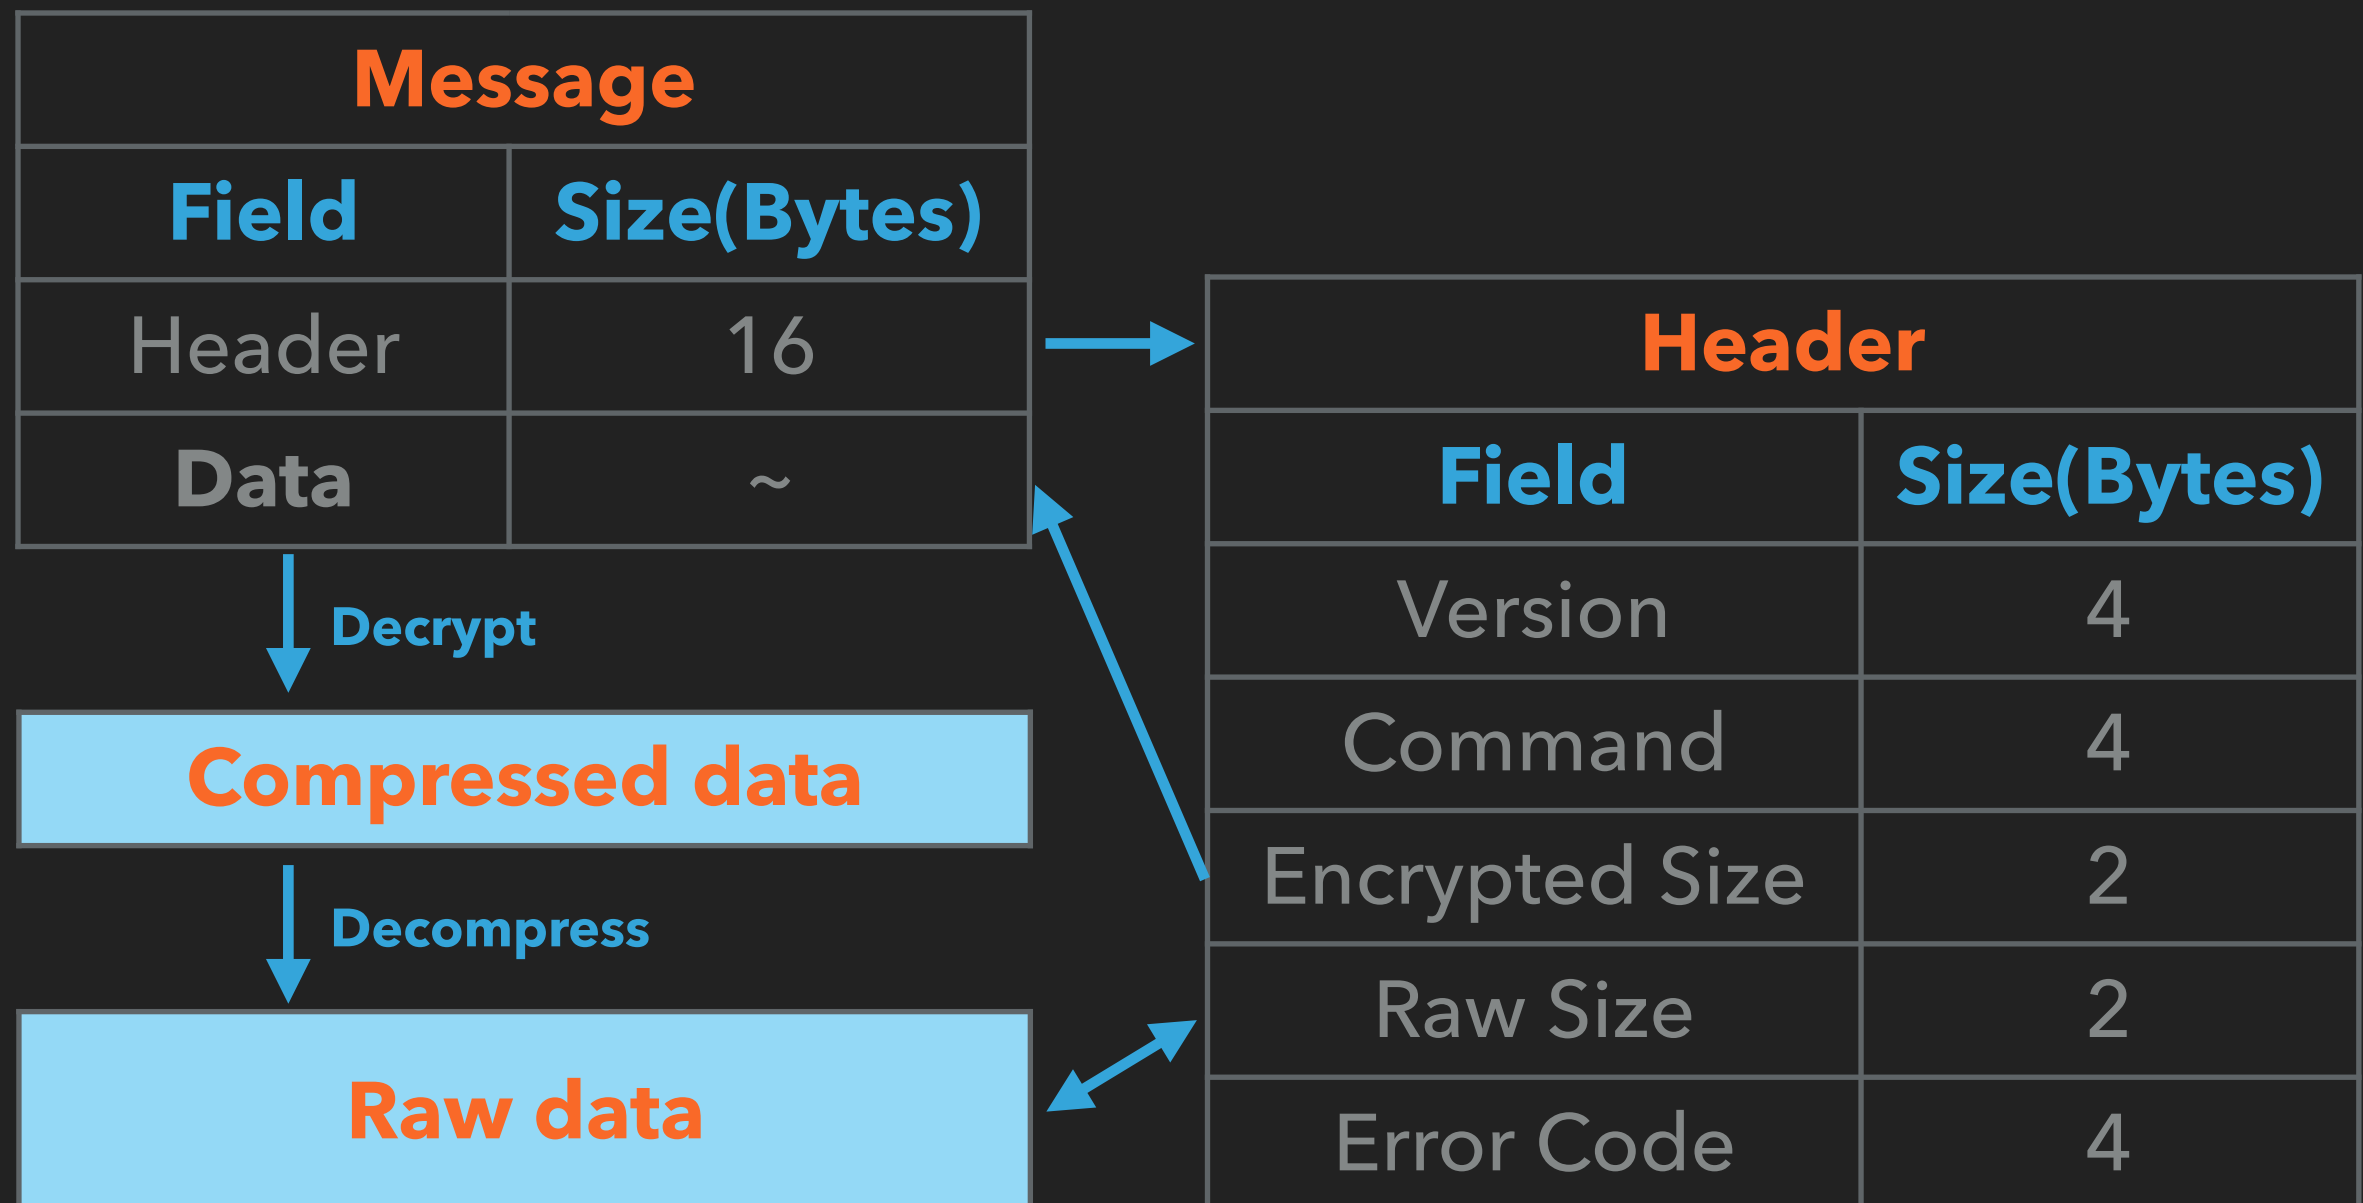 Message
Field Size(Bytes)
Header 16
Data ~
Decrypt
Compressed data
Decompress
Raw data
Header
Field Size(Bytes)
Version 4
Command 4
Encrypted Size 2
Raw Size 2
Error Code 4